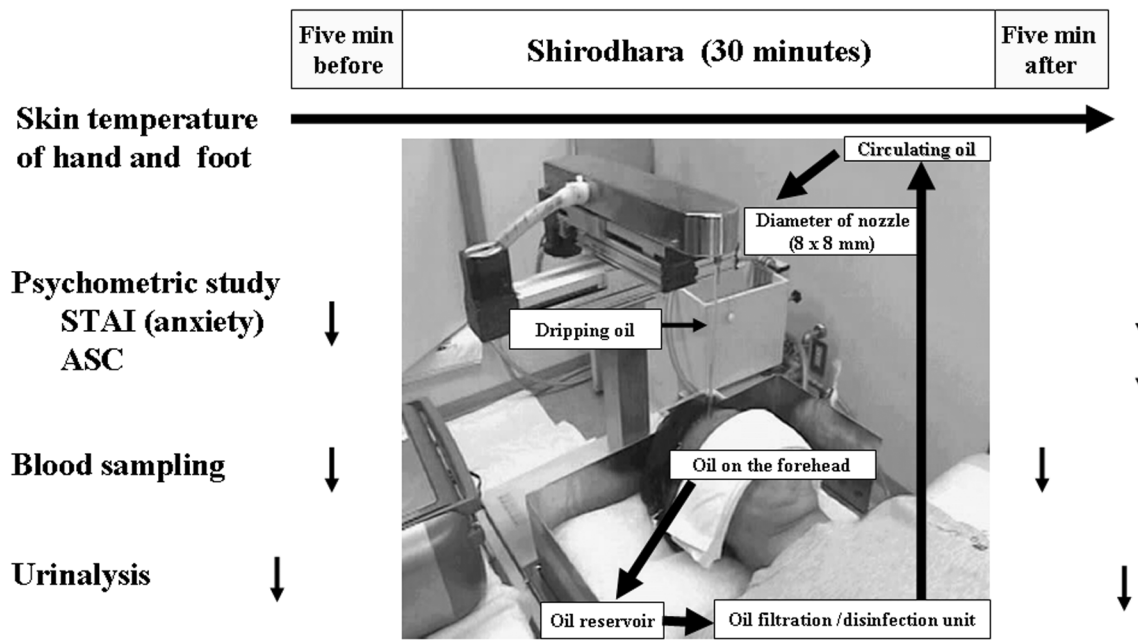 Five min
before
Shirodhara (30 minutes)
Five min
after
Skin temperature
of hand and foot
Circulating oil
Diameter of nozzle
(8 x 8 mm)
Psychometric study
STAI (anxiety)
ASC
Dripping oil
Blood sampling
Oil on the forehead
Urinalysis
Oil reservoir
Oil filtration /disinfection unit